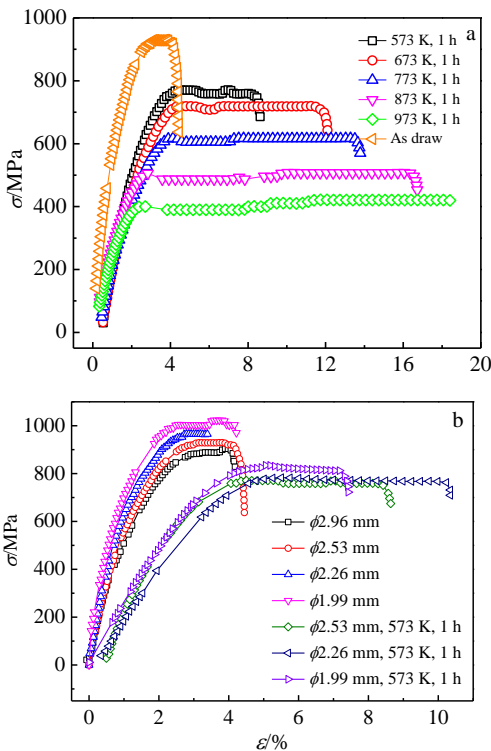 a
573 K, 1 h
673 K, 1 h
773 K, 1 h
873 K, 1 h
973 K, 1 h
As draw
1000
800
600
400
200
0
σ/MPa
0 4 8 12 16 20
b
1000
800
600
400
200
0
σ/MPa
ϕ2.96 mm
ϕ2.53 mm
ϕ2.26 mm
ϕ1.99 mm
ϕ2.53 mm, 573 K, 1 h
ϕ2.26 mm, 573 K, 1 h
ϕ1.99 mm, 573 K, 1 h
0 2 4 6 8 10
ε/%